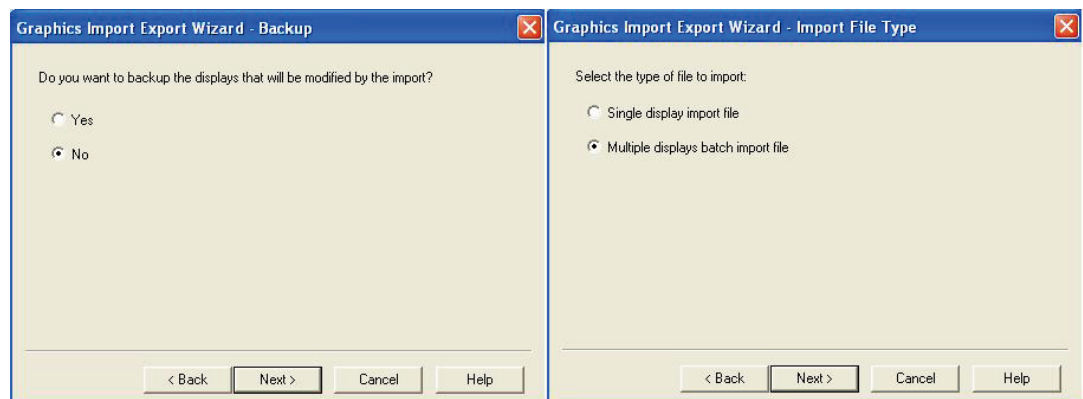 Graphics Import Export Wizard - Backup
Do you want to backup the displays that will be modified by the import?
Yes
No
< Back Next > Cancel Help
Graphics Import Export Wizard - Import File Type
Select the type of file to import:
Single display import file
Multiple displays batch import file
< Back Next > Cancel Help